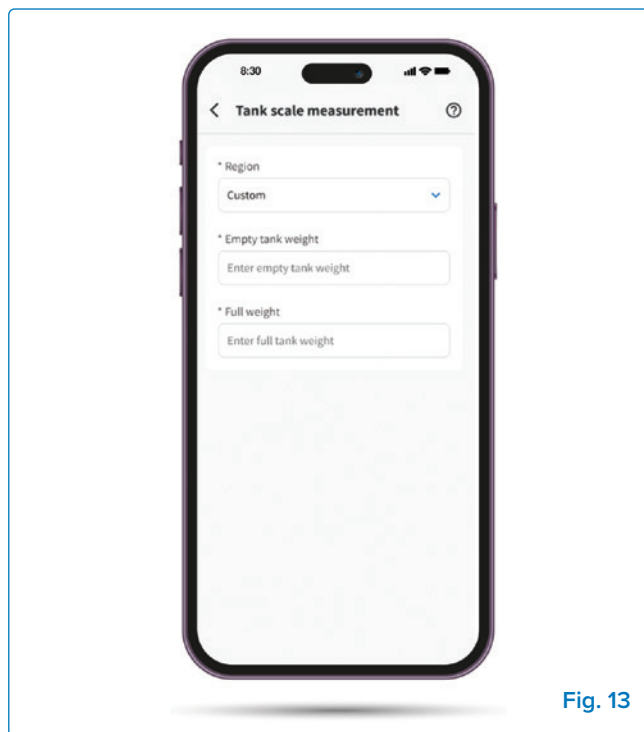 8:30
Tank scale measurement
* Region
Custom
* Empty tank weight
Enter empty tank weight
* Full weight
Enter full tank weight
Fig. 13